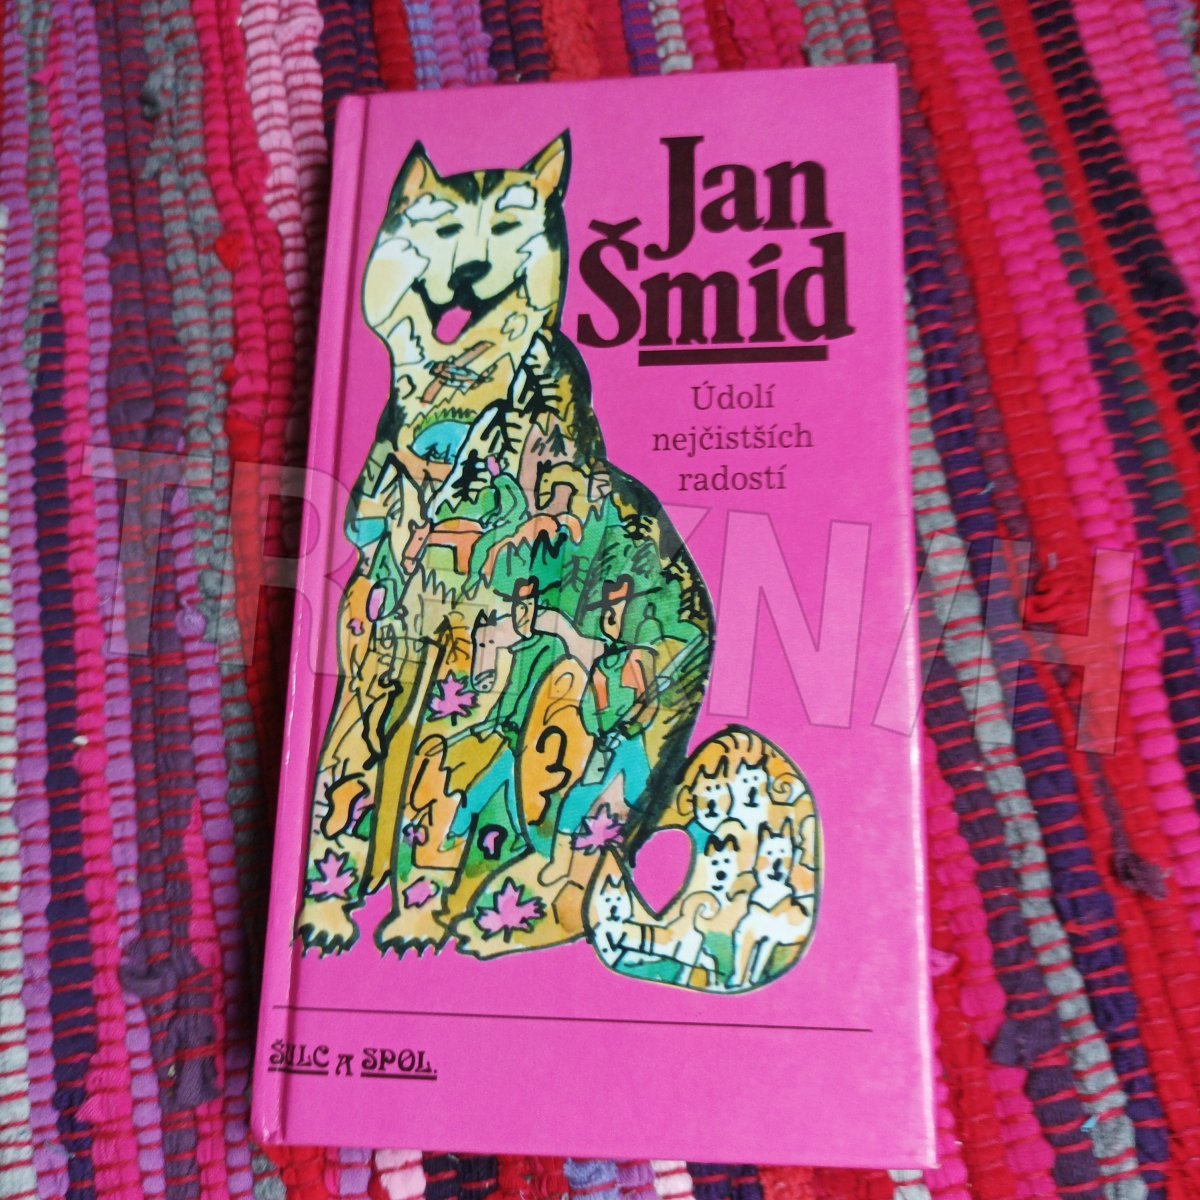 Jan
Šmíd
Údolí
nejčistších
radostí
ŠULC A SPOL.